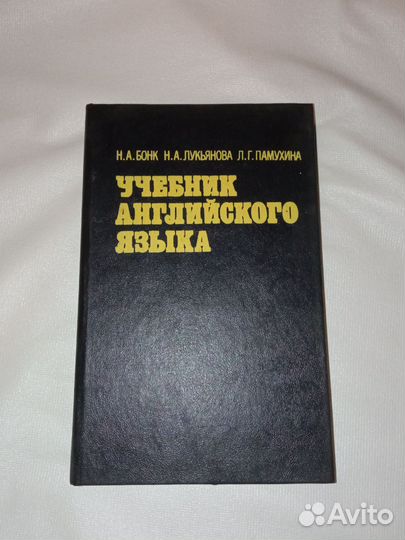 Н.А.БОНК Н.А.ЛУКЬЯНОВА Л.Г.ПАМУХИНА
УЧЕБНИК
АНГЛИЙСКОГО
ЯЗЫКА
Avito